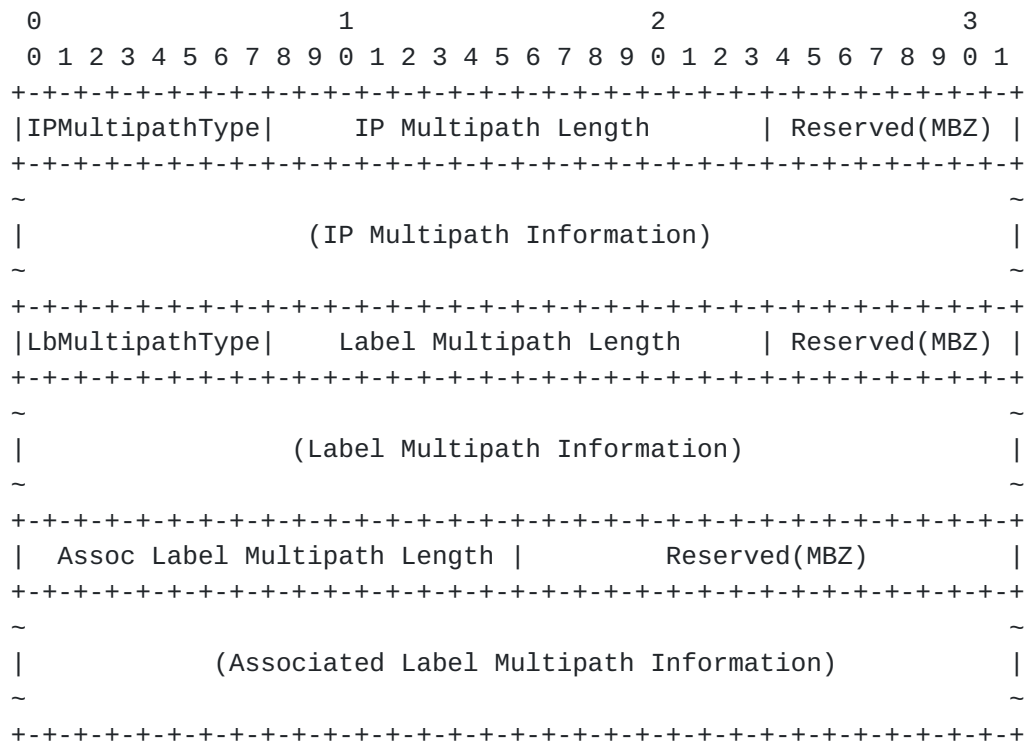 0                   1                   2                   3
 0 1 2 3 4 5 6 7 8 9 0 1 2 3 4 5 6 7 8 9 0 1 2 3 4 5 6 7 8 9 0 1
+-+-+-+-+-+-+-+-+-+-+-+-+-+-+-+-+-+-+-+-+-+-+-+-+-+-+-+-+-+-+-+-+
|IPMultipathType|     IP Multipath Length       | Reserved(MBZ) |
+-+-+-+-+-+-+-+-+-+-+-+-+-+-+-+-+-+-+-+-+-+-+-+-+-+-+-+-+-+-+-+-+
~                                                               ~
|                  (IP Multipath Information)                   |
~                                                               ~
+-+-+-+-+-+-+-+-+-+-+-+-+-+-+-+-+-+-+-+-+-+-+-+-+-+-+-+-+-+-+-+-+
|LbMultipathType|    Label Multipath Length     | Reserved(MBZ) |
+-+-+-+-+-+-+-+-+-+-+-+-+-+-+-+-+-+-+-+-+-+-+-+-+-+-+-+-+-+-+-+-+
~                                                               ~
|                 (Label Multipath Information)                 |
~                                                               ~
+-+-+-+-+-+-+-+-+-+-+-+-+-+-+-+-+-+-+-+-+-+-+-+-+-+-+-+-+-+-+-+-+
|  Assoc Label Multipath Length |         Reserved(MBZ)         |
+-+-+-+-+-+-+-+-+-+-+-+-+-+-+-+-+-+-+-+-+-+-+-+-+-+-+-+-+-+-+-+-+
~                                                               ~
|            (Associated Label Multipath Information)           |
~                                                               ~
+-+-+-+-+-+-+-+-+-+-+-+-+-+-+-+-+-+-+-+-+-+-+-+-+-+-+-+-+-+-+-+-+